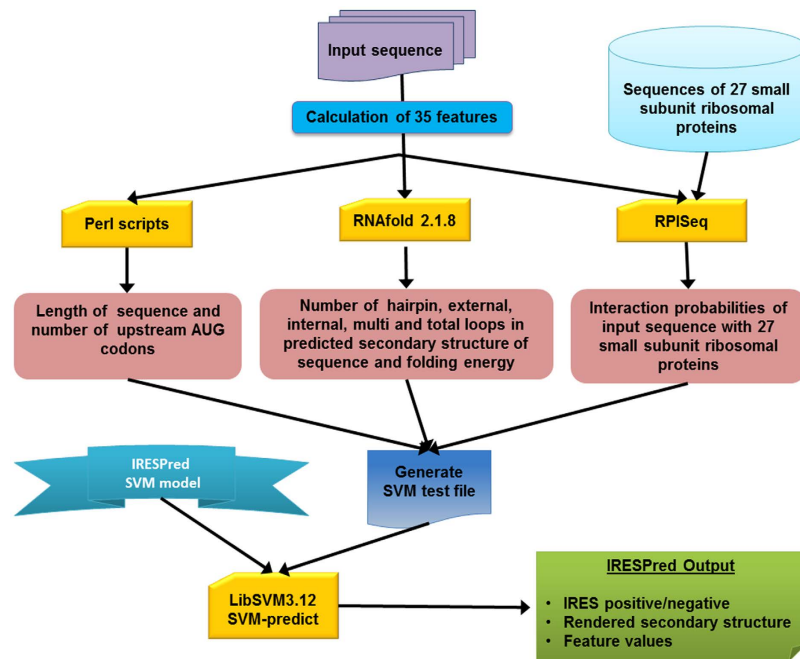 Input sequence
Sequences of 27 small
subunit ribosomal
proteins
Calculation of 35 features
Perl scripts
RNAfold 2.1.8
RPISeq
Length of sequence and
number of upstream AUG
codons
Number of hairpin, external,
internal, multi and total loops in
predicted secondary structure of
sequence and folding energy
Interaction probabilities of
input sequence with 27
small subunit ribosomal
proteins
IRESPred
SVM model
Generate
SVM test file
LibSVM3.12
SVM-predict
IRESPred Output
• IRES positive/negative
• Rendered secondary structure
• Feature values